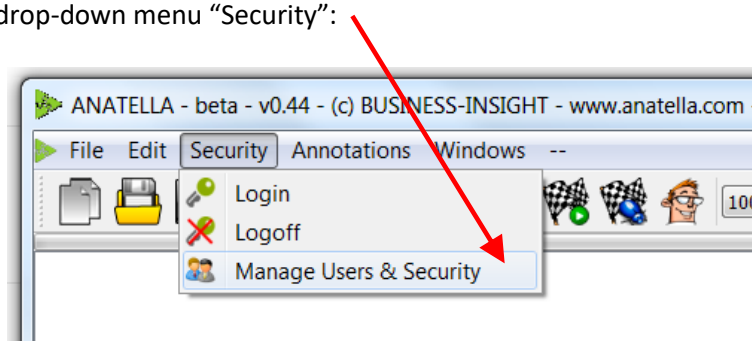 drop-down menu “Security”:
ANATELLA - beta - v0.44 - (c) BUSINESS-INSIGHT - www.anatella.com -
File Edit Security Annotations Windows --
Login
100
Logoff
Manage Users & Security